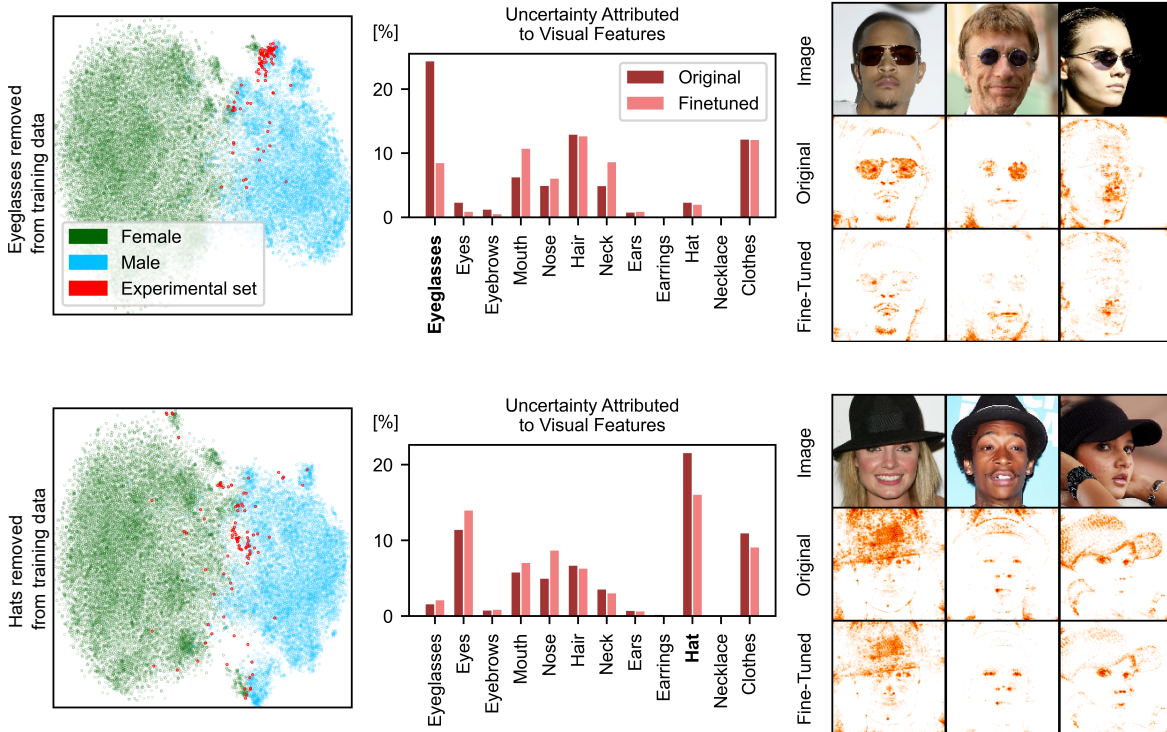 Eyeglasses removed
from training data
Female
Male
Experimental set
[%]
Uncertainty Attributed
to Visual Features
Original
Finetuned
20
10
0
Eyeglasses
Eyes
Eyebrows
Mouth
Nose
Hair
Neck
Ears
Earrings
Hat
Necklace
Clothes
Image
Original
Fine-Tuned
Hats removed
from training data
[%]
Uncertainty Attributed
to Visual Features
20
10
0
Eyeglasses
Eyes
Eyebrows
Mouth
Nose
Hair
Neck
Ears
Earrings
Hat
Necklace
Clothes
Image
Original
Fine-Tuned